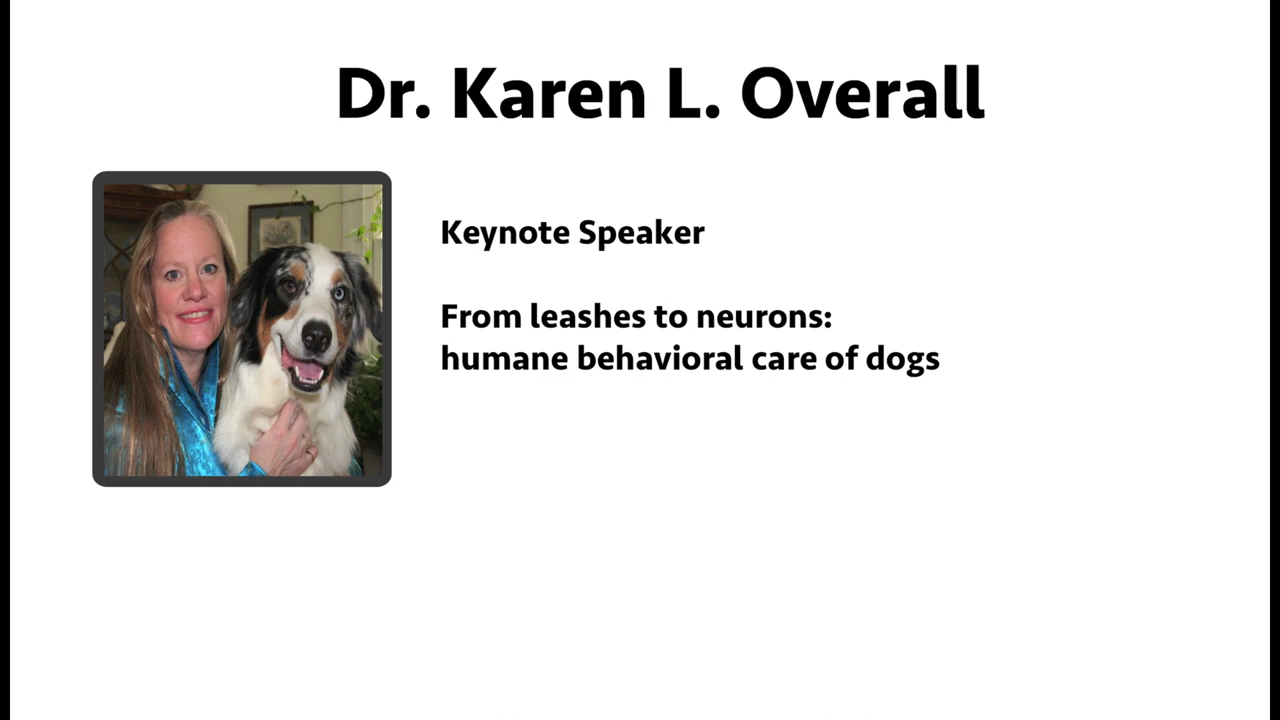 Dr. Karen L. Overall
Keynote Speaker
From leashes to neurons:
humane behavioral care of dogs